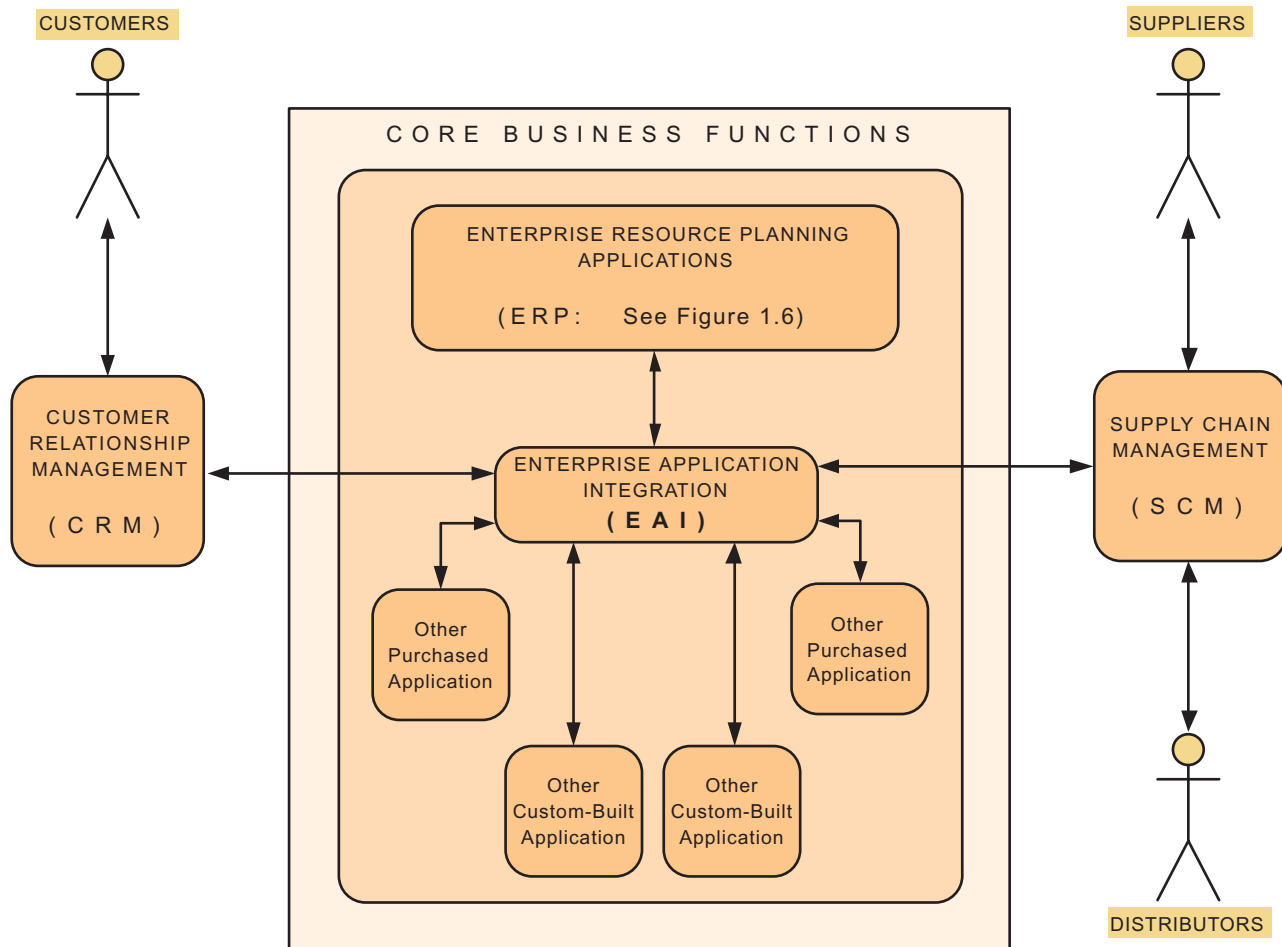 CUSTOMERS
SUPPLIERS
CORE BUSINESS FUNCTIONS
ENTERPRISE RESOURCE PLANNING
APPLICATIONS
(ERP: See Figure 1.6)
CUSTOMER
RELATIONSHIP
MANAGEMENT
(CRM)
ENTERPRISE APPLICATION
INTEGRATION
(EAI)
SUPPLY CHAIN
MANAGEMENT
(SCM)
Other
Purchased
Application
Other
Purchased
Application
Other
Custom-Built
Application
Other
Custom-Built
Application
DISTRIBUTORS